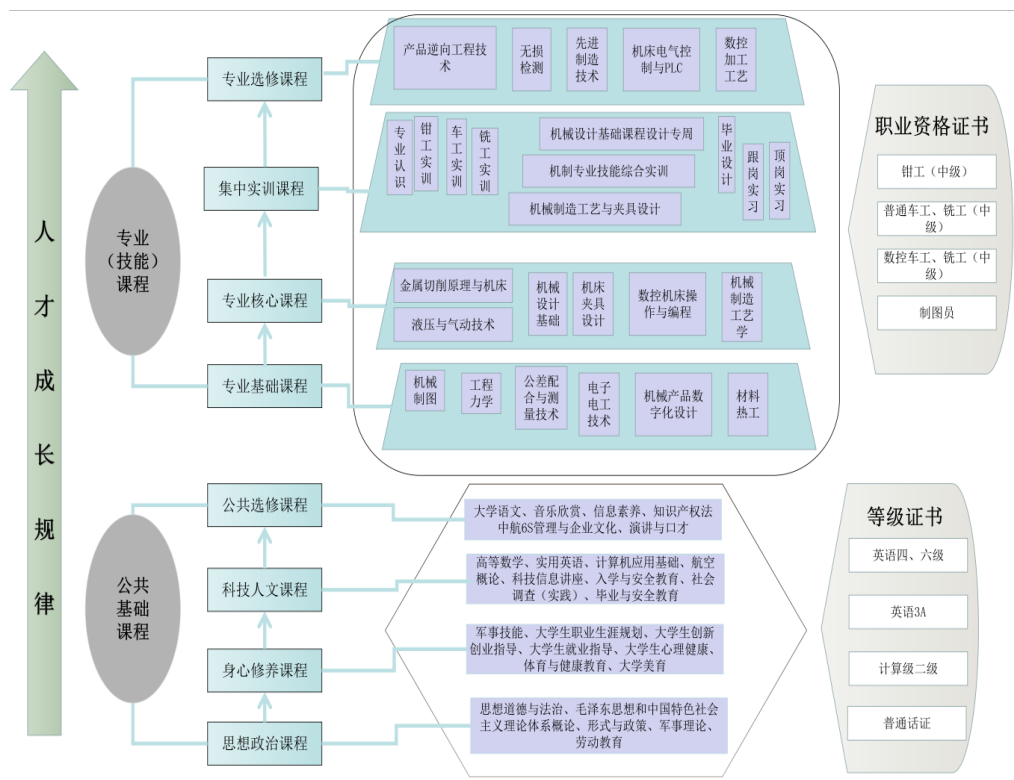 人
才
成
长
规
律
专业
（技能）
课程
专业选修课程
集中实训课程
专业核心课程
专业基础课程
产品逆向工程技
术
无损
检测
先进
制造
技术
机床电气控
制与PLC
数控
加工
工艺
专业认识
钳工实训
车工实训
铣工实训
机械设计基础课程设计专周
机制专业技能综合实训
机械制造工艺与夹具设计
毕业设计
跟岗实习
顶岗实习
金属切削原理与机床
液压与气动技术
机械
设计
基础
机床
夹具
设计
数控机床操
作与编程
机械
制造
工艺
学
机械
制图
工程
力学
公差配
合与测
量技术
电子
电工
技术
机械产品数
字化设计
材料
热工
职业资格证书
钳工（中级）
普通车工、铣工（中
级）
数控车工、铣工（中
级）
制图员
公共
基础
课程
公共选修课程
科技人文课程
身心修养课程
思想政治课程
大学语文、音乐欣赏、信息素养、知识产权法
中航6S管理与企业文化、演讲与口才
高等数学、实用英语、计算机应用基础、航空
概论、科技信息讲座、入学与安全教育、社会
调查（实践）、毕业与安全教育
军事技能、大学生职业生涯规划、大学生创新
创业指导、大学生就业指导、大学生心理健康、
体育与健康教育、大学美育
思想道德与法治、毛泽东思想和中国特色社会
主义理论体系概论、形式与政策、军事理论、
劳动教育
等级证书
英语四、六级
英语3A
计算级二级
普通话证